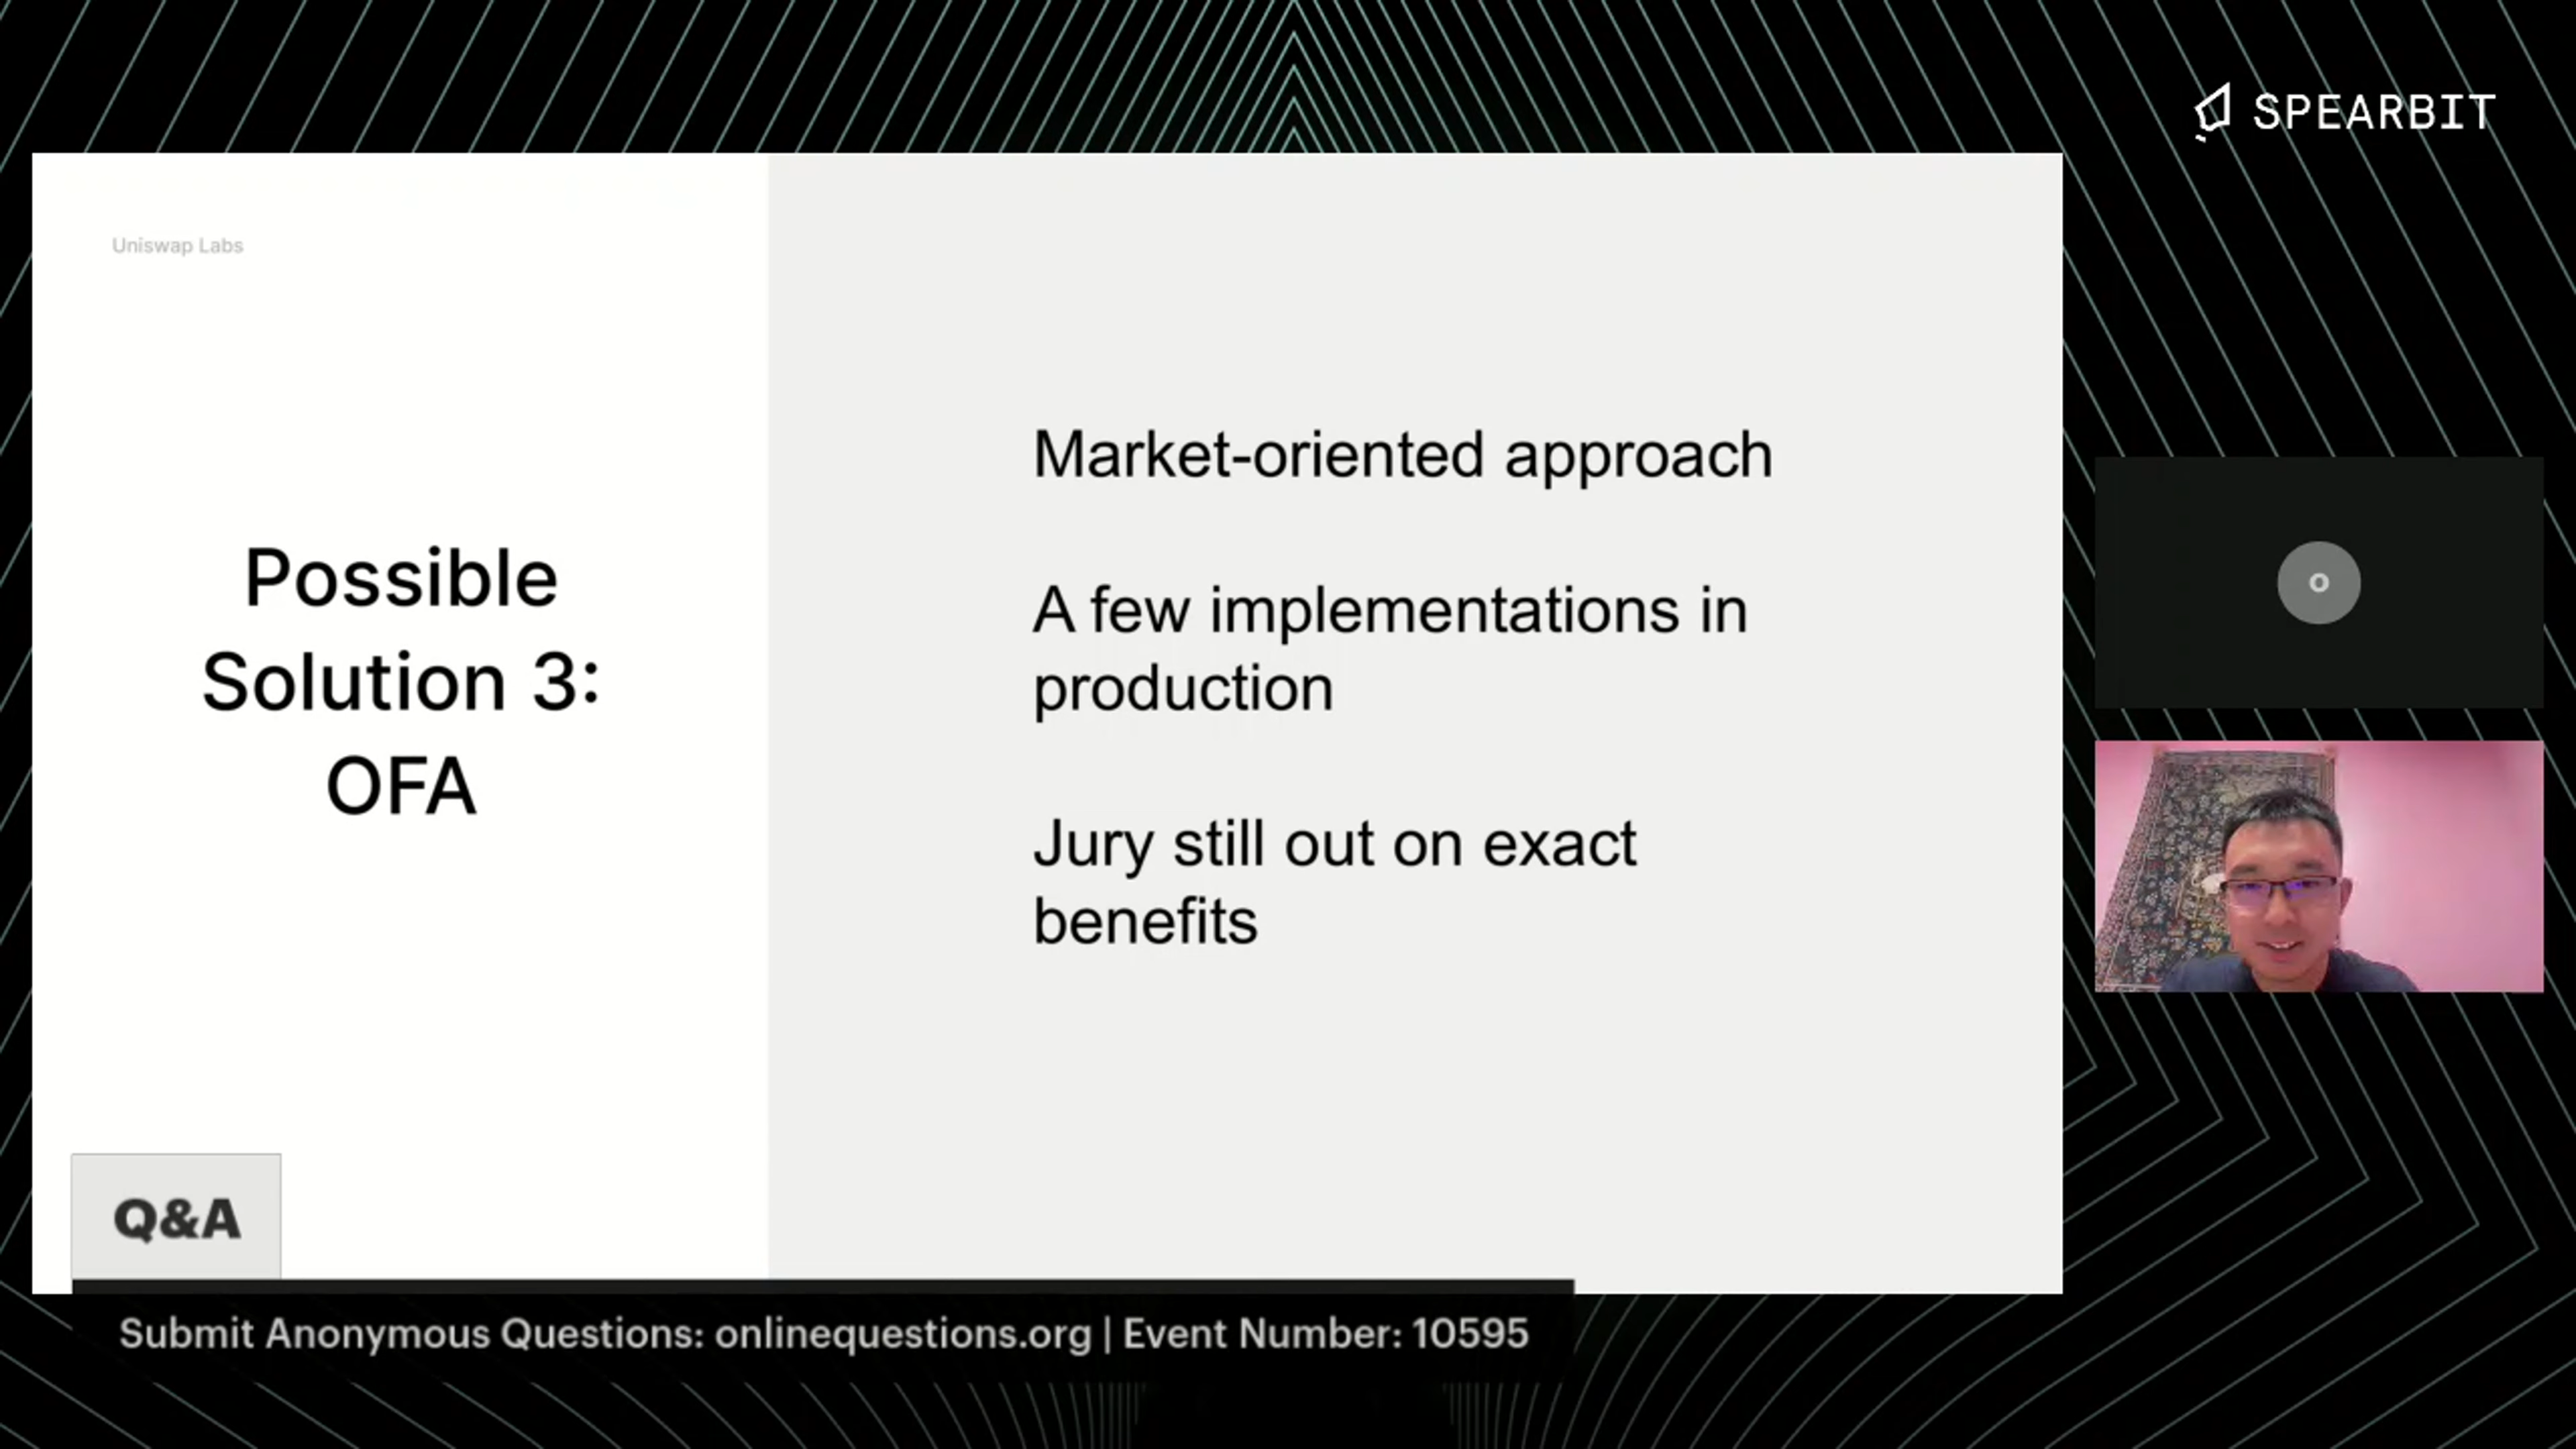 SPEARBIT
Uniswap Labs
Possible
Solution 3:
OFA
Market-oriented approach
A few implementations in
production
Jury still out on exact
benefits
O
Q&A
Submit Anonymous Questions: onlinequestions.org | Event Number: 10595